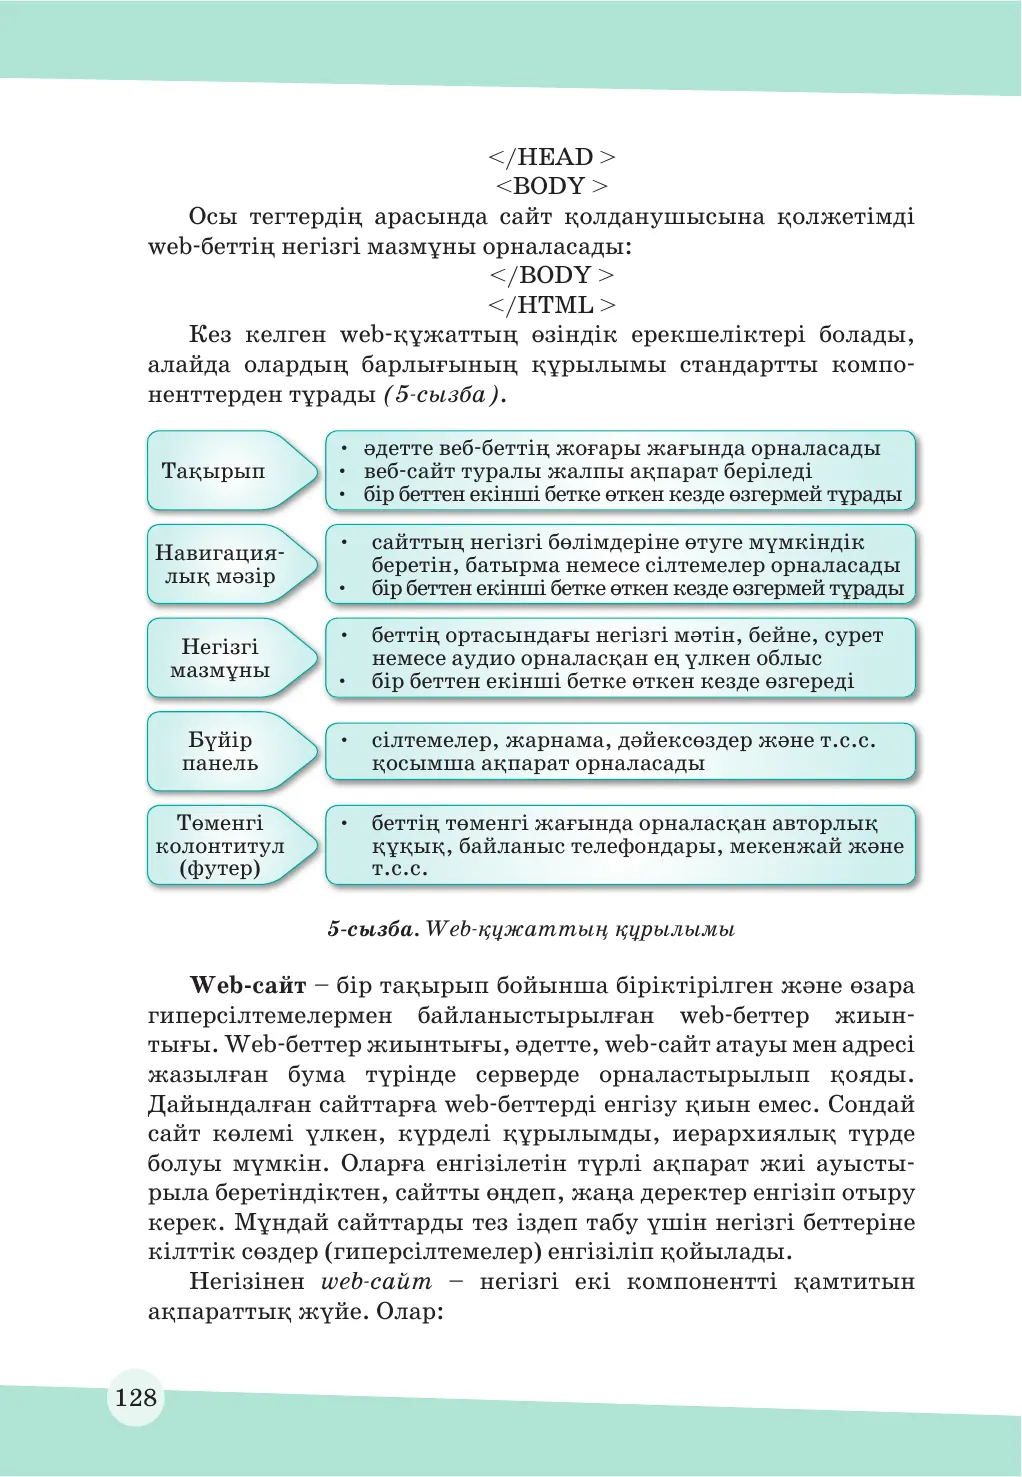 </HEAD >
<BODY >
Осы тегтердің арасында сайт қолданушысына қолжетімді
web-беттің негізгі мазмұны орналасады:
</BODY >
</HTML >
Кез келген web-құжаттың өзіндік ерекшеліктері болады,
алайда олардың барлығының құрылымы стандартты компо-
ненттерден тұрады (5-сызба).
Тақырып
• әдетте веб-беттің жоғары жағында орналасады
• веб-сайт туралы жалпы ақпарат беріледі
• бір беттен екінші бетке өткен кезде өзгермей тұрады
Навигация-
лық мәзір
• сайттың негізгі бөлімдеріне өтуге мүмкіндік
беретін, батырма немесе сілтемелер орналасады
• бір беттен екінші бетке өткен кезде өзгермей тұрады
Негізгі
мазмұны
• беттің ортасындағы негізгі мәтін, бейне, сурет
немесе аудио орналасқан ең үлкен облыс
• бір беттен екінші бетке өткен кезде өзгереді
Бүйір
панель
• сілтемелер, жарнама, дәйексөздер және т.с.с.
қосымша ақпарат орналасады
Төменгі
колонтитул
(футер)
• беттің төменгі жағында орналасқан авторлық
құқық, байланыс телефондары, мекенжай және
т.с.с.
5-сызба. Web-құжаттың құрылымы
Web-сайт – бір тақырып бойынша біріктірілген және өзара
гиперсілтемелермен байланыстырылған web-беттер жиын-
тығы. Web-беттер жиынтығы, әдетте, web-сайт атауы мен адресі
жазылған бума түрінде серверде орналастырылып қояды.
Дайындалған сайттарға web-беттерді енгізу қиын емес. Сондай
сайт көлемі үлкен, күрделі құрылымды, иерархиялық түрде
болуы мүмкін. Оларға енгізілетін түрлі ақпарат жиі ауысты-
рыла беретіндіктен, сайтты өңдеп, жаңа деректер енгізіп отыру
керек. Мұндай сайттарды тез іздеп табу үшін негізгі беттеріне
кілттік сөздер (гиперсілтемелер) енгізіліп қойылады.
Негізінен web-сайт – негізгі екі компонентті қамтитын
ақпараттық жүйе. Олар:
128